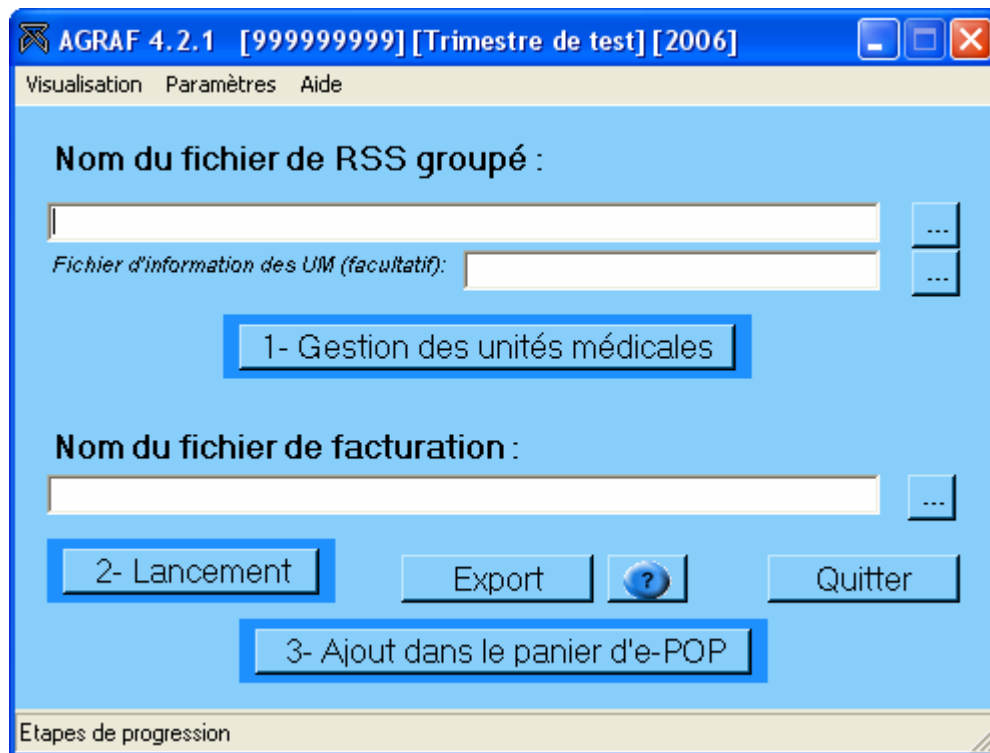 AGRAF 4.2.1 [999999999] [Trimestre de test] [2006]
Visualisation Paramètres Aide
Nom du fichier de RSS groupé :
...
Fichier d'information des UM (facultatif):
...
1- Gestion des unités médicales
Nom du fichier de facturation :
...
2- Lancement Export ? Quitter
3- Ajout dans le panier d'e-POP
Etapes de progression